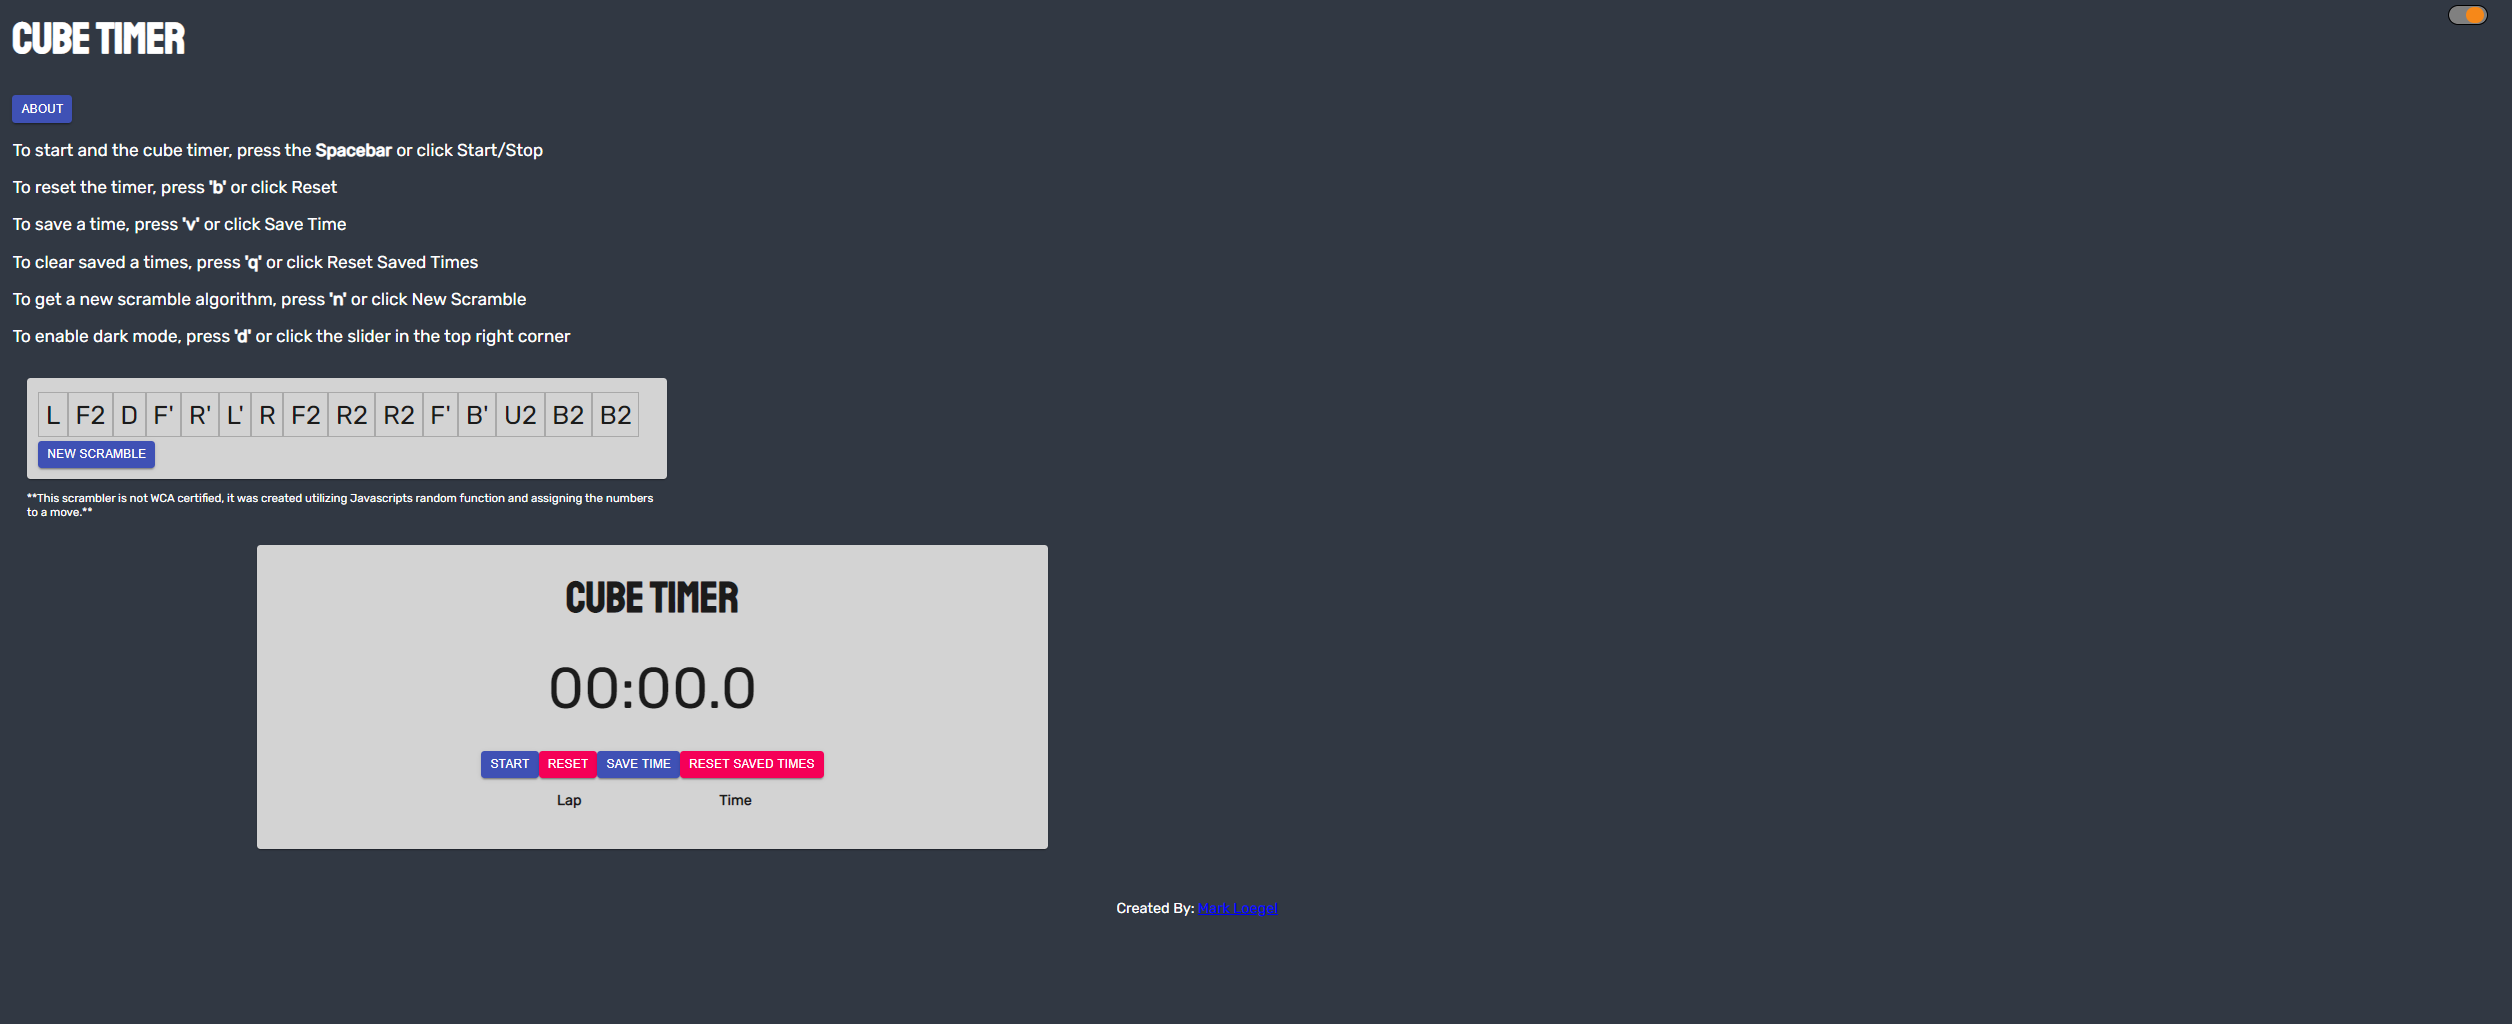 CUBE TIMER
ABOUT
To start and the cube timer, press the Spacebar or click Start/Stop
To reset the timer, press 'b' or click Reset
To save a time, press 'v' or click Save Time
To clear saved a times, press 'q' or click Reset Saved Times
To get a new scramble algorithm, press 'n' or click New Scramble
To enable dark mode, press 'd' or click the slider in the top right corner
L F2 D F' R' L' R F2 R2 R2 F' B' U2 B2 B2
NEW SCRAMBLE
**This scrambler is not WCA certified, it was created utilizing Javascripts random function and assigning the numbers
to a move.**
CUBE TIMER
00:00.0
START RESET SAVE TIME RESET SAVED TIMES
Lap Time
Created By: Mark Loegel